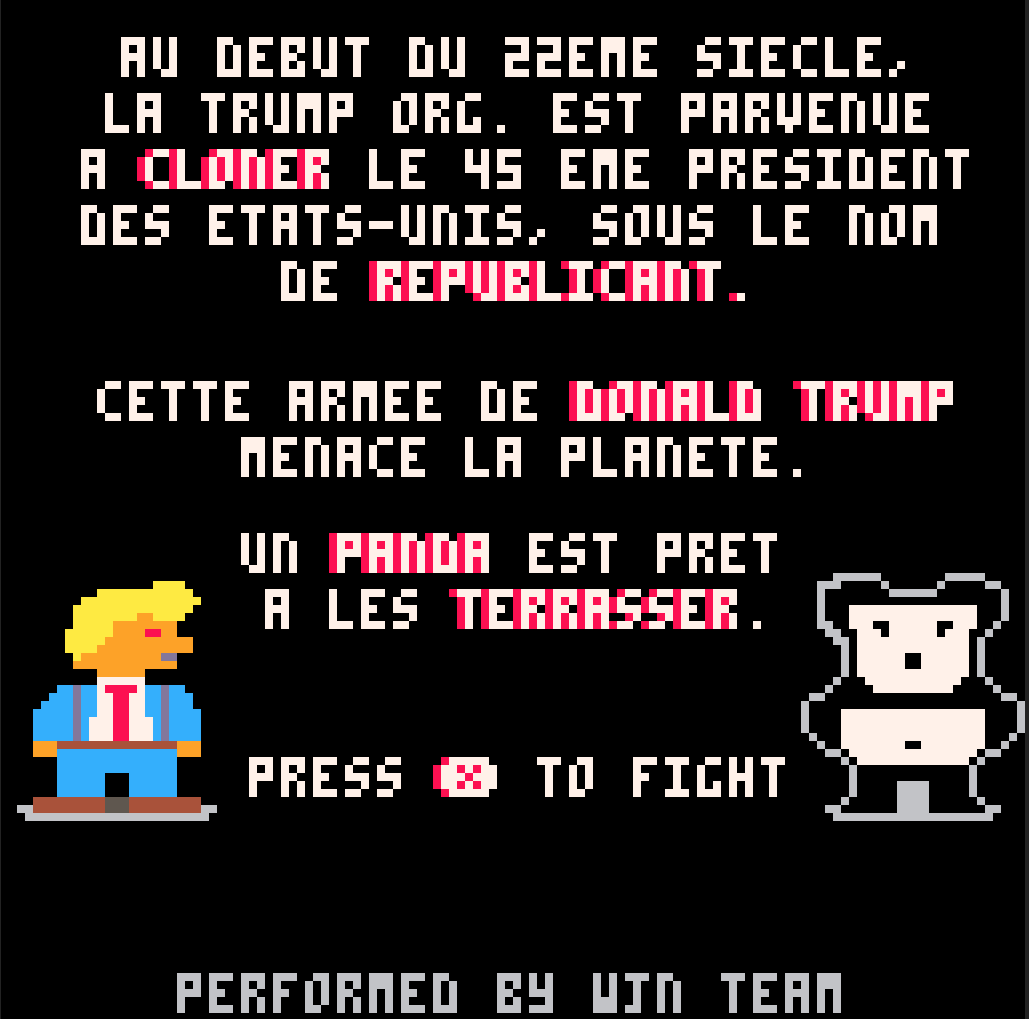 AU DEBUT DU 22EME SIECLE,
LA TRUMP ORG. EST PARVENUE
A CLONER LE 45 EME PRESIDENT
DES ETATS-UNIS, SOUS LE NOM
DE REPUBLICANT.
CETTE ARMEE DE DONALD TRUMP
MENACE LA PLANETE.
UN PANDA EST PRET
A LES TERRASSER.
PRESS ❎ TO FIGHT
PERFORMED BY WIN TEAM